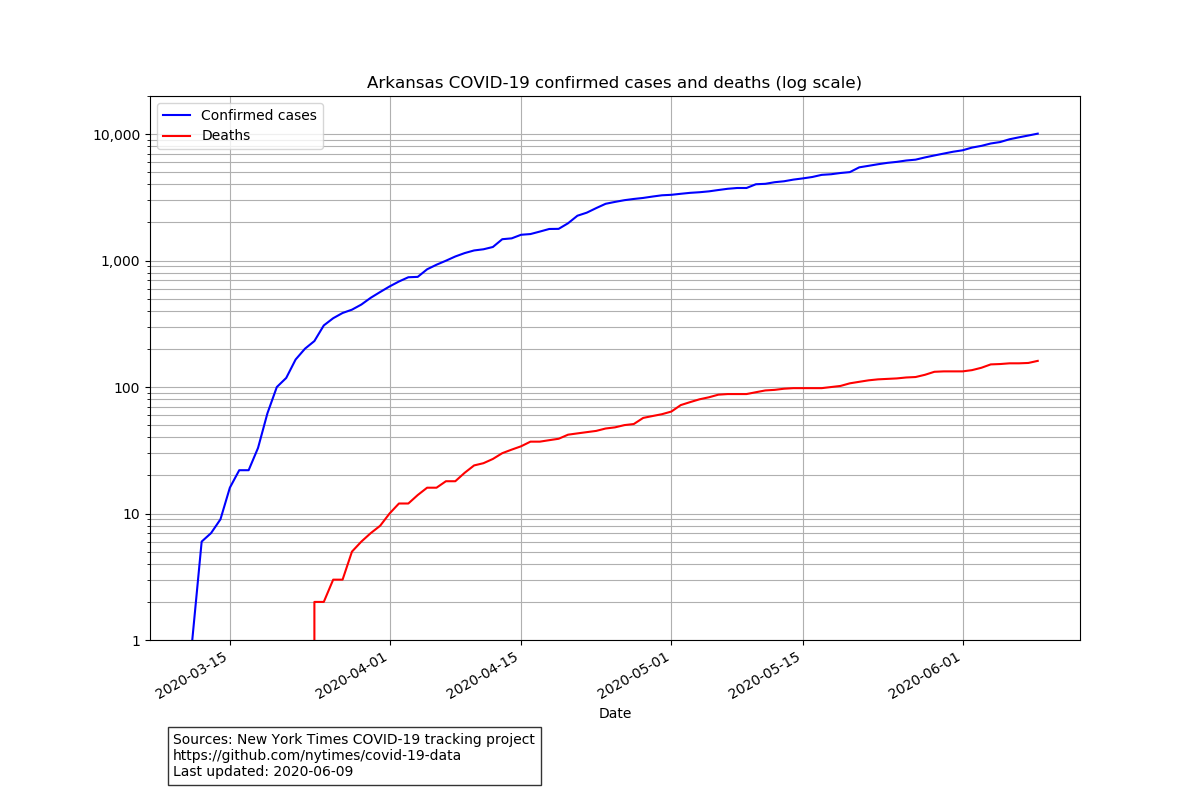 Arkansas COVID-19 confirmed cases and deaths (log scale)
Confirmed cases
Deaths
10,000
1,000
100
10
1
2020-03-15
2020-04-01
2020-04-15
2020-05-01
2020-05-15
2020-06-01
Date
Sources: New York Times COVID-19 tracking project
https://github.com/nytimes/covid-19-data
Last updated: 2020-06-09